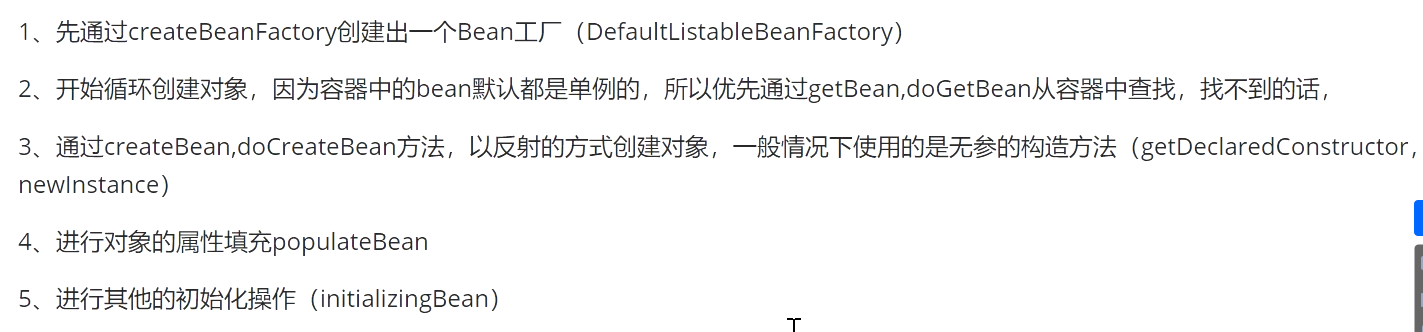 1、先通过createBeanFactory创建出一个Bean工厂（DefaultListableBeanFactory）
2、开始循环创建对象，因为容器中的bean默认都是单例的，所以优先通过getBean,doGetBean从容器中查找，找不到的话，
3、通过createBean,doCreateBean方法，以反射的方式创建对象，一般情况下使用的是无参的构造方法（getDeclaredConstructor，
newInstance）
4、进行对象的属性填充populateBean
5、进行其他的初始化操作（initializingBean）